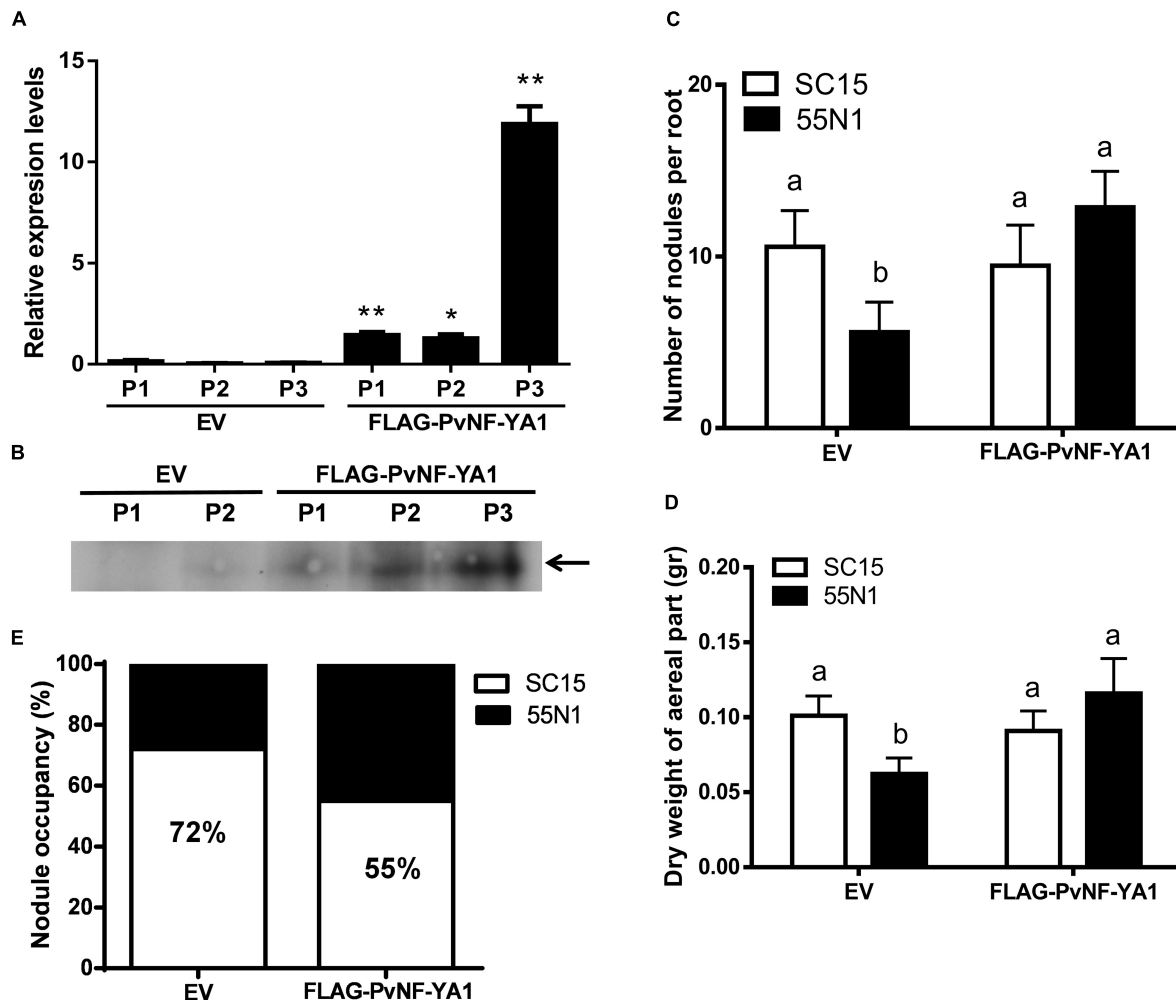 A
Relative expresion levels
15
10
5
0
** * **
P1 P2 P3 P1 P2 P3
EV FLAG-PvNF-YA1
B
EV FLAG-PvNF-YA1
P1 P2 P1 P2 P3
E
Nodule occupancy (%)
100
80
60
40
20
0
SC15
55N1
72%
55%
EV FLAG-PvNF-YA1
C
Number of nodules per root
20
10
0
SC15
55N1
a b a a
EV FLAG-PvNF-YA1
D
Dry weight of aereal part (gr)
0.20
0.15
0.10
0.05
0.00
SC15
55N1
a b a a
EV FLAG-PvNF-YA1